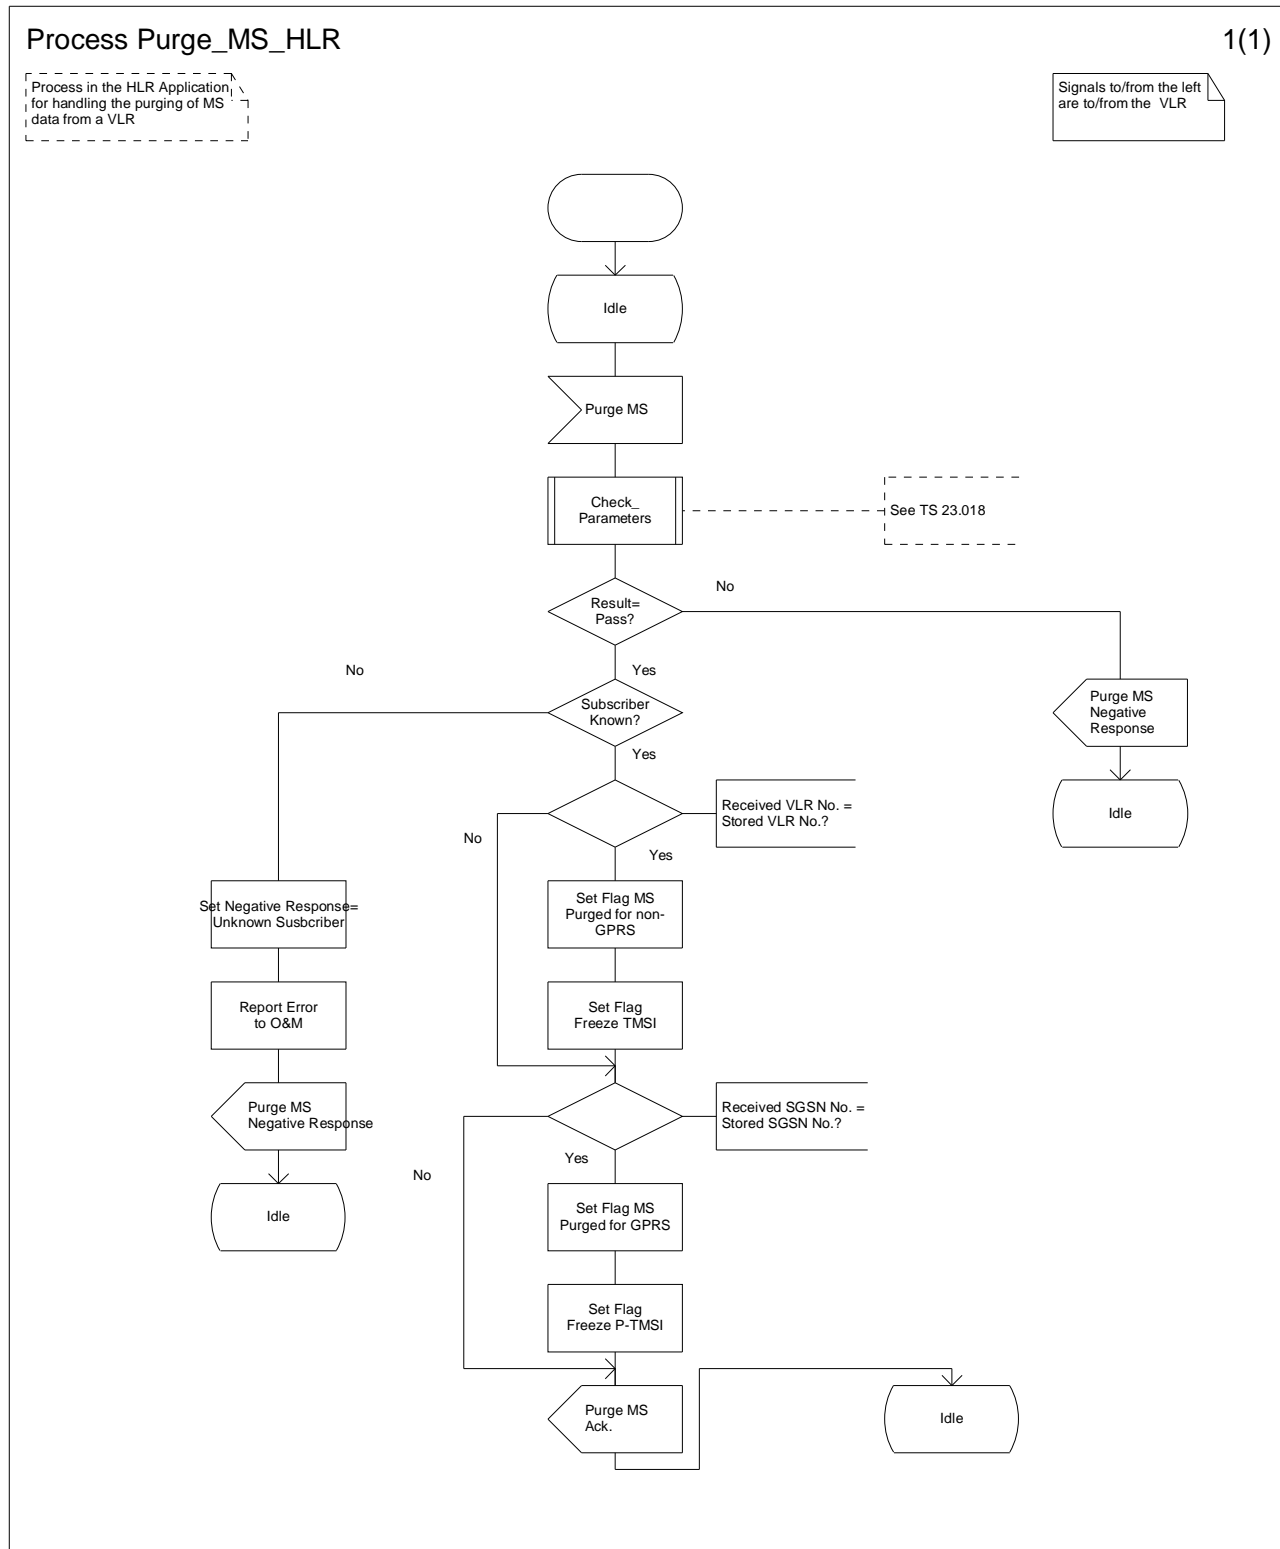 Process Purge_MS_HLR
1(1)
Process in the HLR Application
for handling the purging of MS
data from a VLR
Signals to/from the left
are to/from the VLR
Idle
Purge MS
Check_
Parameters
See TS 23.018
Result=
Pass?
No
Yes
No
Subscriber
Known?
Yes
Purge MS
Negative
Response
Idle
Received VLR No. =
Stored VLR No.?
No
Yes
Set Negative Response=
Unknown Susbcriber
Set Flag MS
Purged for non-
GPRS
Report Error
to O&M
Set Flag
Freeze TMSI
Purge MS
Negative Response
Received SGSN No. =
Stored SGSN No.?
Yes
No
Idle
Set Flag MS
Purged for GPRS
Set Flag
Freeze P-TMSI
Purge MS
Ack.
Idle